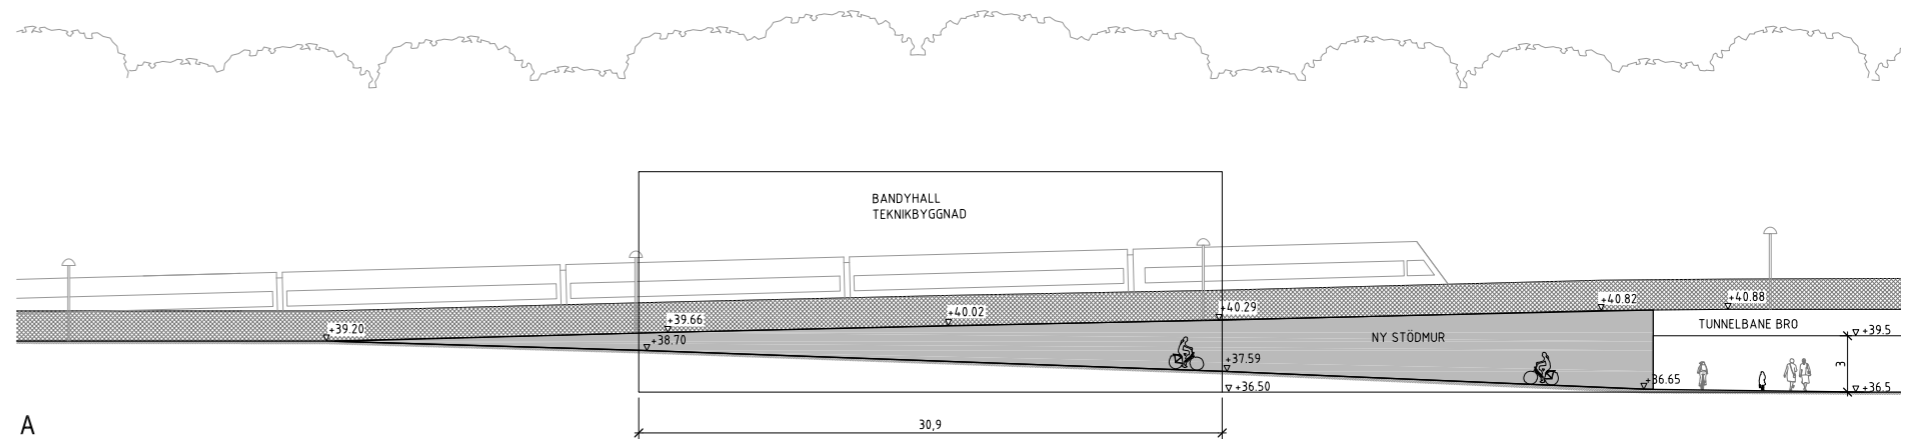 BANDYHALL
TEKNIKBYGGNAD
+39.20
+39.66
+38.70
+40.02
+40.29
+40.82
+40.88
NY STÖDMUR
TUNNELBANE BRO
+39.5
+37.59
+36.50
+36.65
3
+36.5
A
30,9